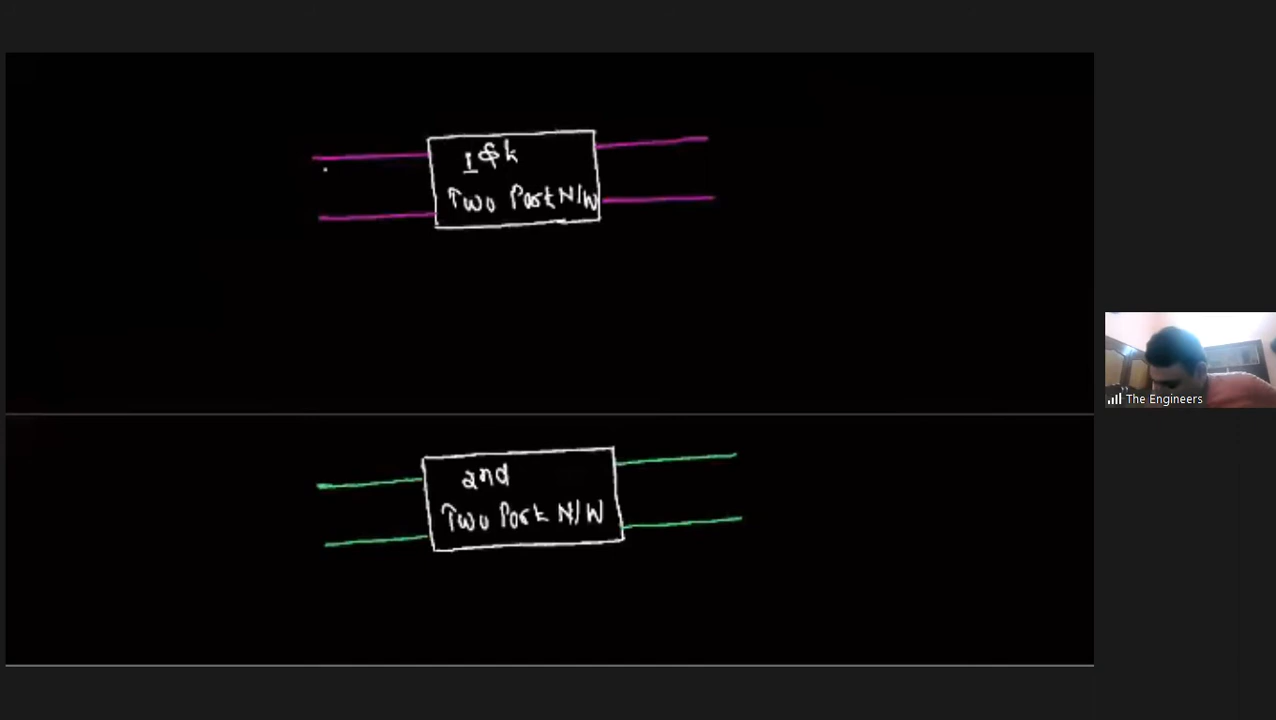 1st
Two Port N/W
2nd
Two Port N/W
The Engineers